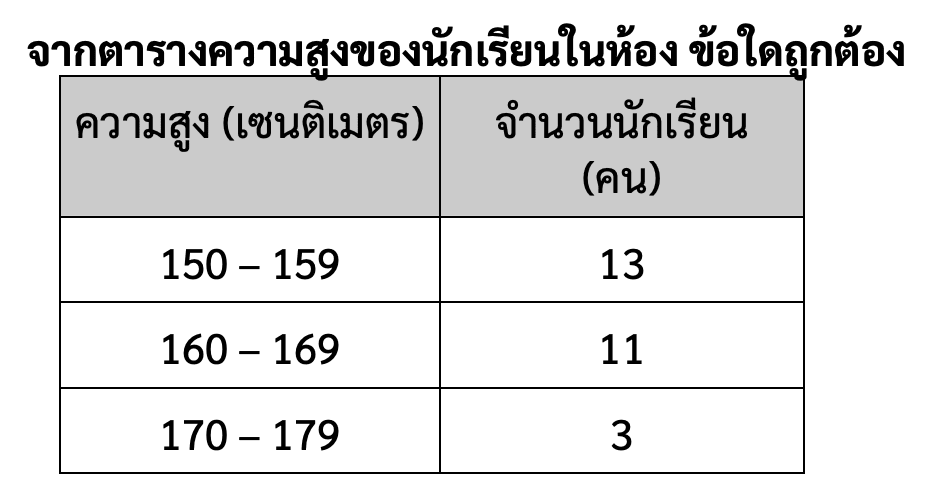 จากตารางความสูงของนักเรียนในห้อง ข้อใดถูกต้อง
ความสูง (เซนติเมตร) จำนวนนักเรียน
(คน)
150 – 159 13
160 – 169 11
170 – 179 3